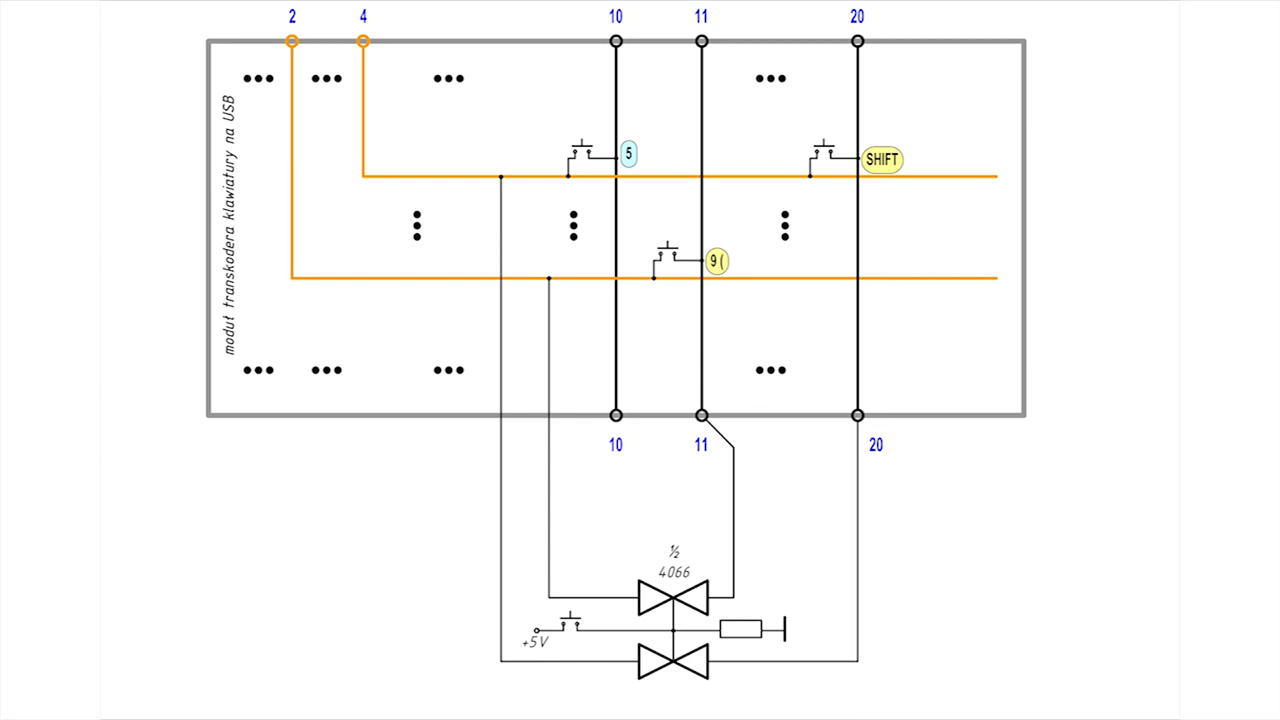 2 4 10 11 20
moduł transkodera klawiatury na USB
5
SHIFT
9 (
10 11 20
½
4066
+5V